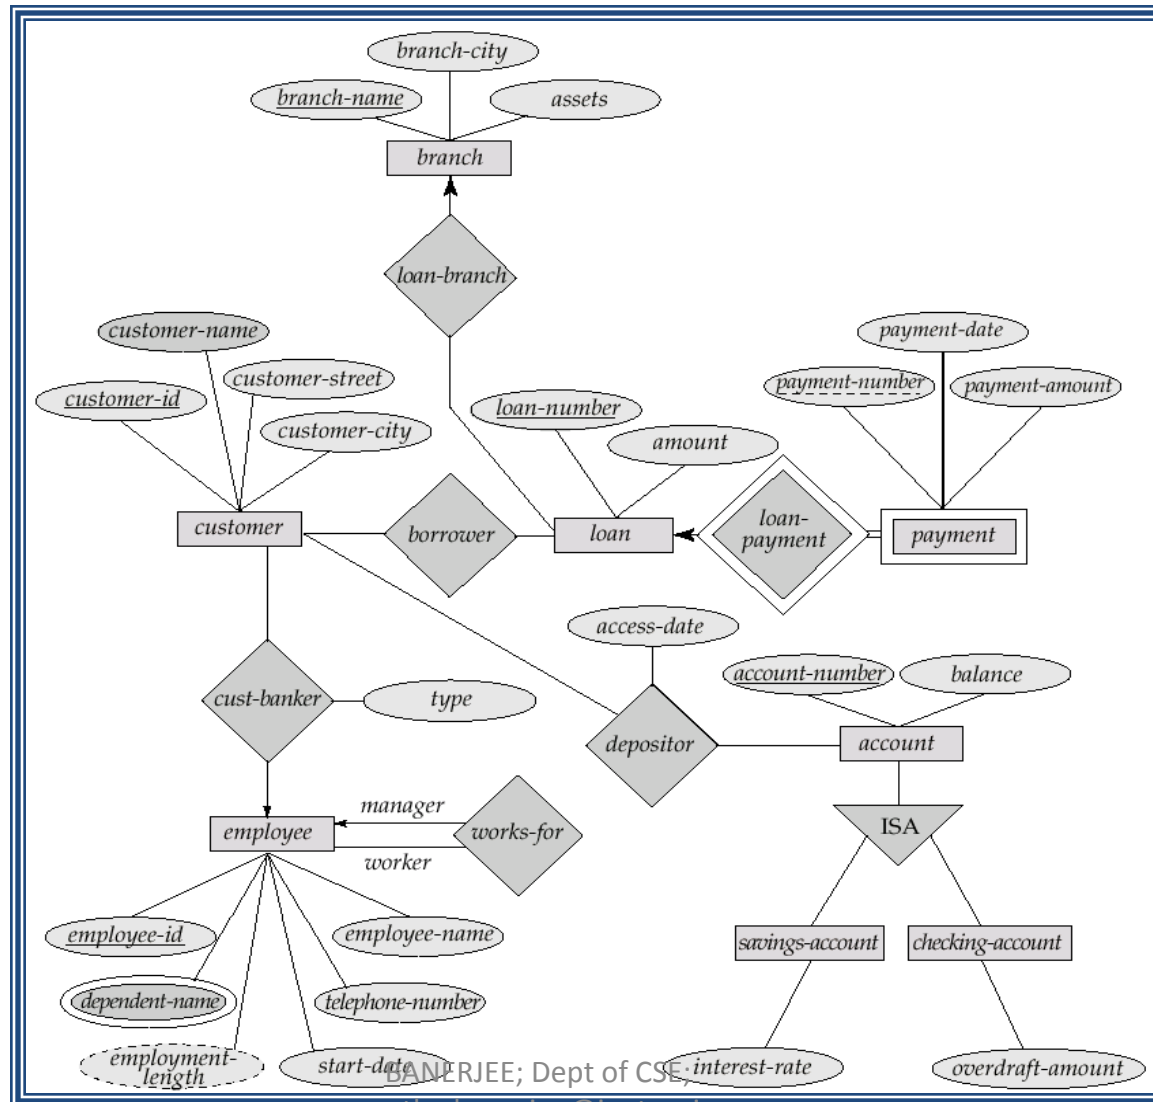 branch-city
branch-name
assets
branch
loan-branch
customer-name
customer-street
customer-id
customer-city
payment-date
payment-number
payment-amount
loan-number
amount
customer
borrower
loan
loan-
payment
payment
access-date
account-number
balance
cust-banker
type
depositor
account
manager
employee
works-for
worker
ISA
employee-id
employee-name
savings-account
checking-account
dependent-name
telephone-number
employment-
length
start-date
interest-rate
overdraft-amount
BANERJEE; Dept of CSE;